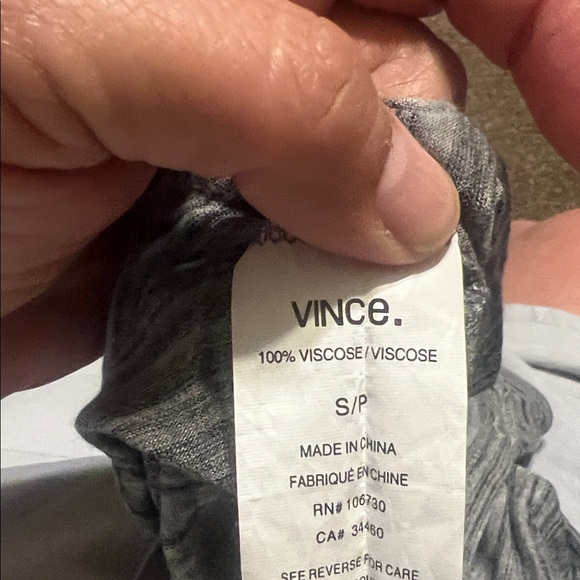 VINCe.
100% VISCOSE/VISCOSE
S/P
MADE IN CHINA
FABRIQUÉ EN CHINE
RN# 106730
CA# 34460
SEE REVERSE FOR CARE